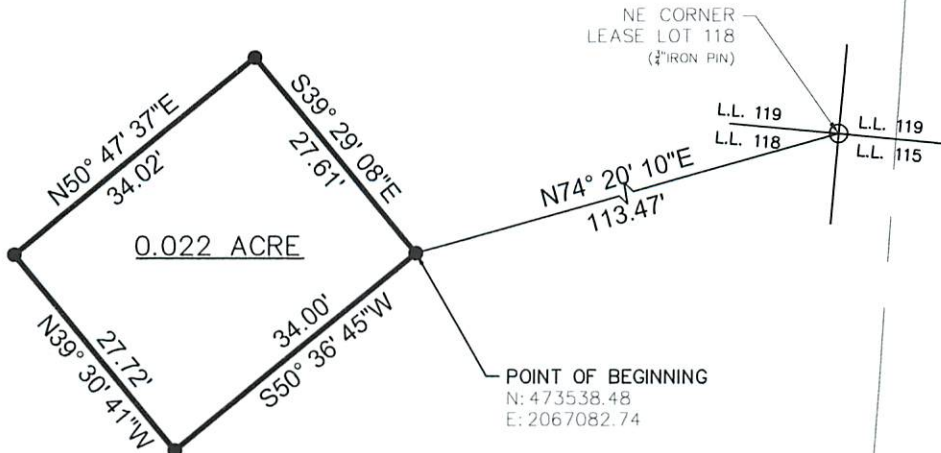 NE CORNER
LEASE LOT 118
(¾"IRON PIN)
L.L. 119
L.L. 119
L.L. 118
L.L. 115
N50° 47' 37"E
34.02'
S39° 29' 08"E
27.61'
N74° 20' 10"E
113.47'
0.022 ACRE
27.72'
N39° 30' 41"W
34.00'
S50° 36' 45"W
POINT OF BEGINNING
N: 473538.48
E: 2067082.74